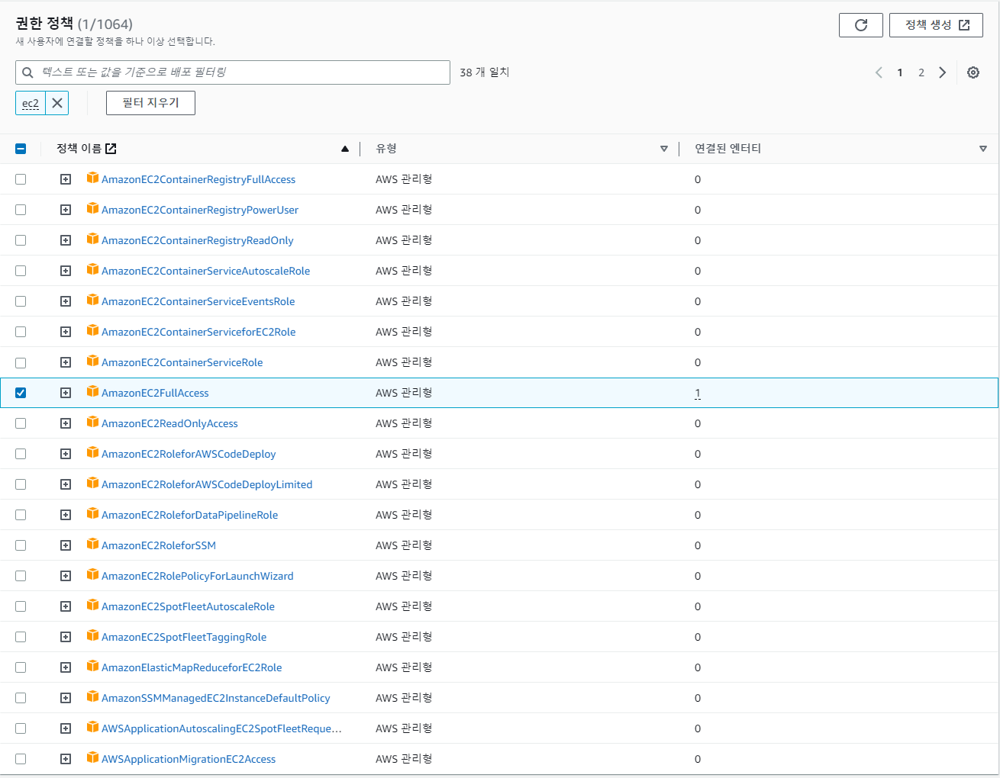 권한 정책 (1/1064)
정책 생성
새 사용자에 연결할 정책을 하나 이상 선택합니다.
텍스트 또는 값을 기준으로 배포 필터링
38 개 일치
1 2
ec2
필터 지우기
정책 이름 유형 연결된 엔터티
AmazonEC2ContainerRegistryFullAccess AWS 관리형 0
AmazonEC2ContainerRegistryPowerUser AWS 관리형 0
AmazonEC2ContainerRegistryReadOnly AWS 관리형 0
AmazonEC2ContainerServiceAutoscaleRole AWS 관리형 0
AmazonEC2ContainerServiceEventsRole AWS 관리형 0
AmazonEC2ContainerServiceforEC2Role AWS 관리형 0
AmazonEC2ContainerServiceRole AWS 관리형 0
AmazonEC2FullAccess AWS 관리형 1
AmazonEC2ReadOnlyAccess AWS 관리형 0
AmazonEC2RoleforAWSCodeDeploy AWS 관리형 0
AmazonEC2RoleforAWSCodeDeployLimited AWS 관리형 0
AmazonEC2RoleforDataPipelineRole AWS 관리형 0
AmazonEC2RoleforSSM AWS 관리형 0
AmazonEC2RolePolicyForLaunchWizard AWS 관리형 0
AmazonEC2SpotFleetAutoscaleRole AWS 관리형 0
AmazonEC2SpotFleetTaggingRole AWS 관리형 0
AmazonElasticMapReduceforEC2Role AWS 관리형 0
AmazonSSMManagedEC2InstanceDefaultPolicy AWS 관리형 0
AWSApplicationAutoscalingEC2SpotFleetReque... AWS 관리형 0
AWSApplicationMigrationEC2Access AWS 관리형 0